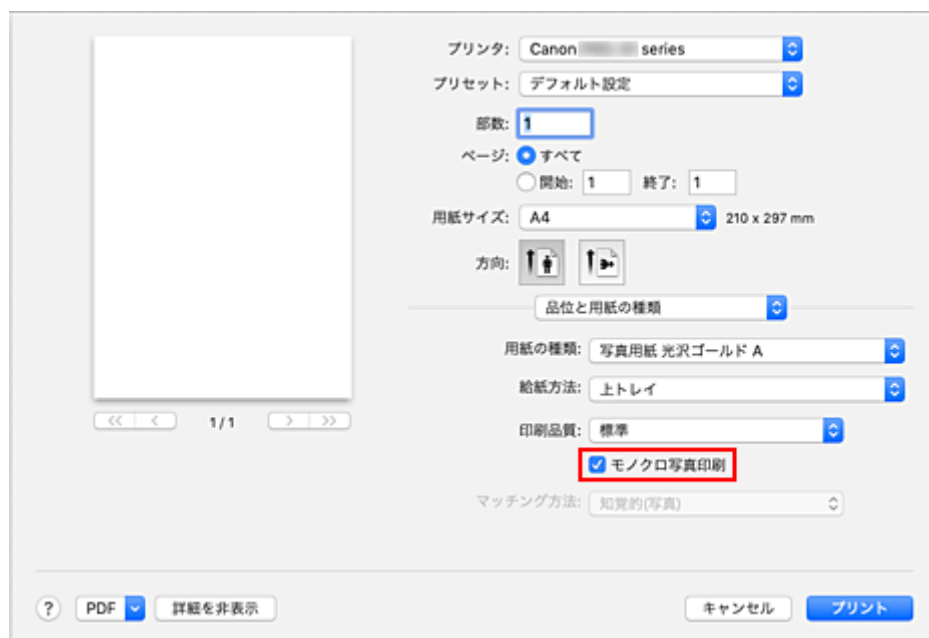 プリンタ: Canon series
プリセット: デフォルト設定
部数: 1
ページ: すべて
開始: 1 終了: 1
用紙サイズ: A4 210 x 297 mm
方向:
品位と用紙の種類
用紙の種類: 写真用紙 光沢ゴールド A
給紙方法: 上トレイ
<< < 1 / 1 > >>
印刷品質: 標準
モノクロ写真印刷
マッチング方法: 知覚的(写真)
? PDF 詳細を非表示 キャンセル プリント